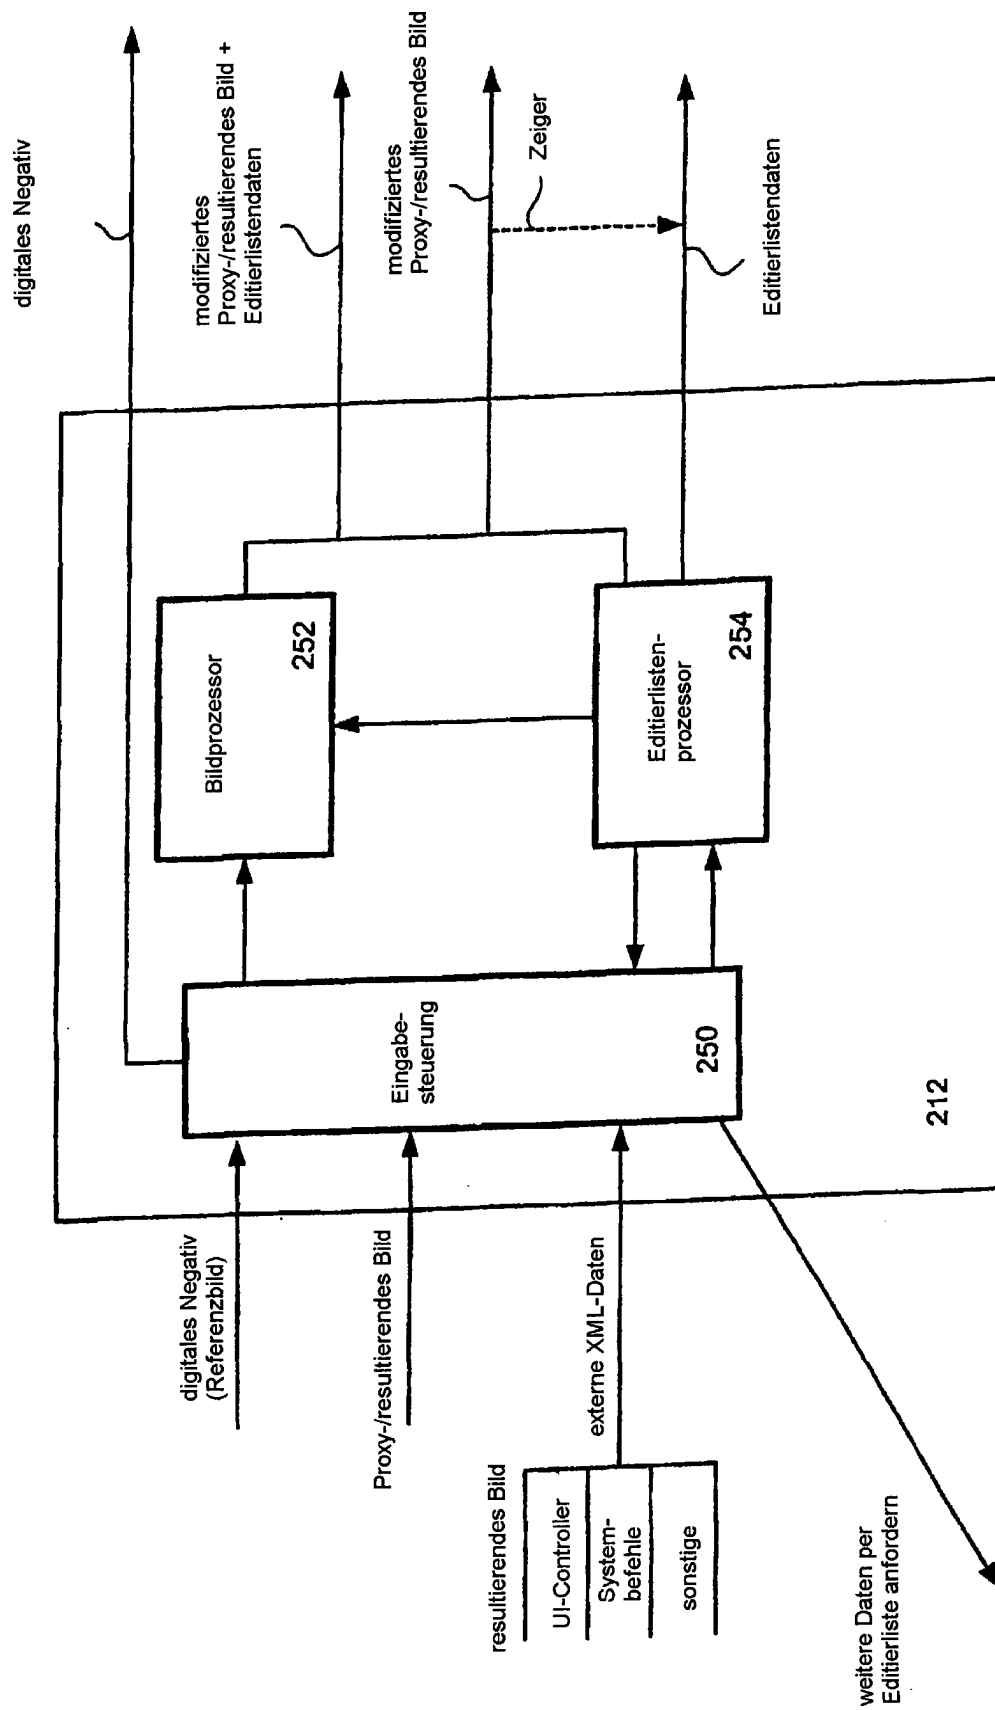 digitales Negativ
(Referenzbild)
Proxy-/resultierendes Bild
resultierendes Bild
UI-Controller
System-
befehle
sonstige
externe XML-Daten
weitere Daten per
Editierliste anfordern
Eingabe-
steuerung
250
212
Bildprozessor
252
Editierlisten-
prozessor
254
digitales Negativ
modifiziertes
Proxy-/resultierendes Bild +
Editierlistendaten
modifiziertes
Proxy-/resultierendes Bild
Zeiger
Editierlistendaten